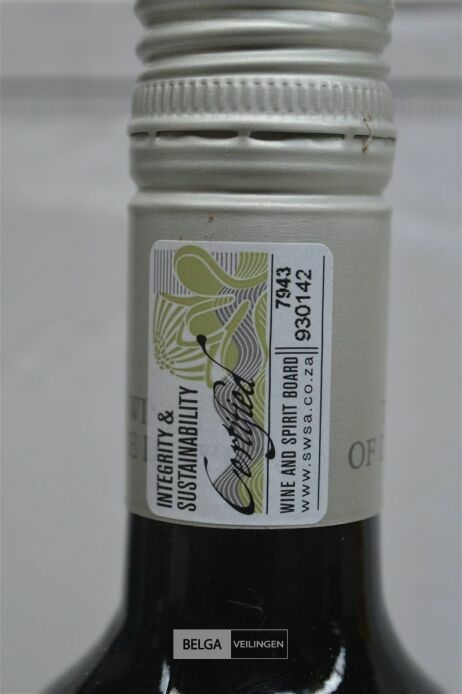 INTEGRITY &
SUSTAINABILITY
Certified
WINE AND SPIRIT BOARD
www.swsa.co.za
7943
930142
OF
BELGA VEILINGEN